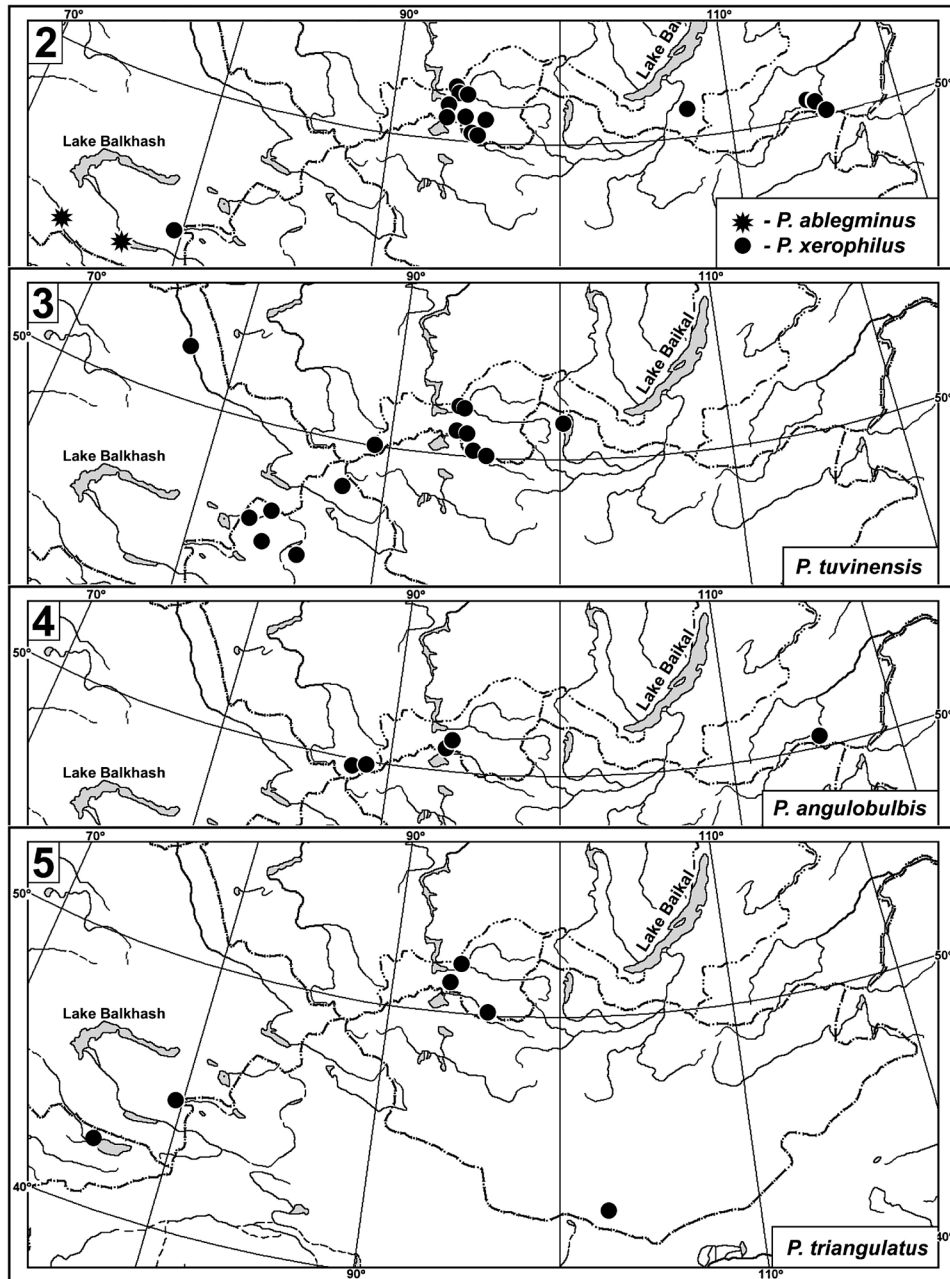 70° 90° 110°
2
Lake Bai
50°
Lake Balkhash
- P. ablegminus
- P. xerophilus
70° 90° 110°
3
50°
Lake Baikal
50°
Lake Balkhash
P. tuvinensis
70° 90° 110°
4
50°
Lake Baikal
50°
Lake Balkhash
P. angulobulbis
70° 90° 110°
5
50°
Lake Baikal
50°
Lake Balkhash
40°
40°
P. triangulatus
90° 110°